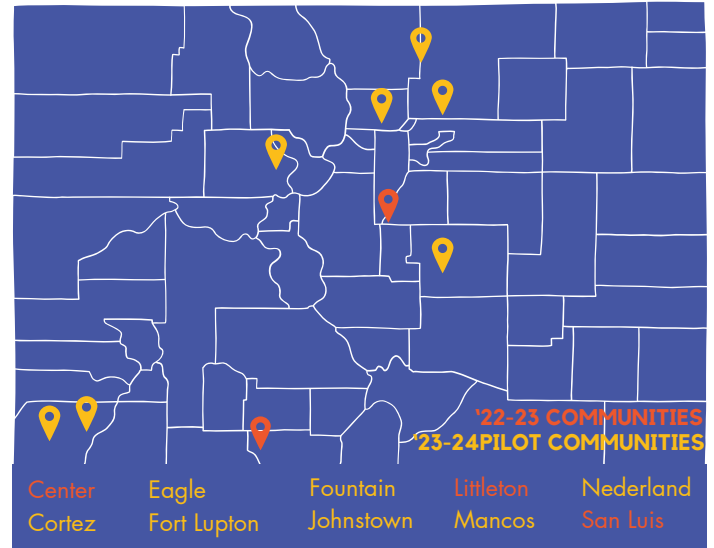 ‘22-23 COMMUNITIES
‘23-24PILOT COMMUNITIES
Center Eagle Fountain Littleton Nederland
Cortez Fort Lupton Johnstown Mancos San Luis